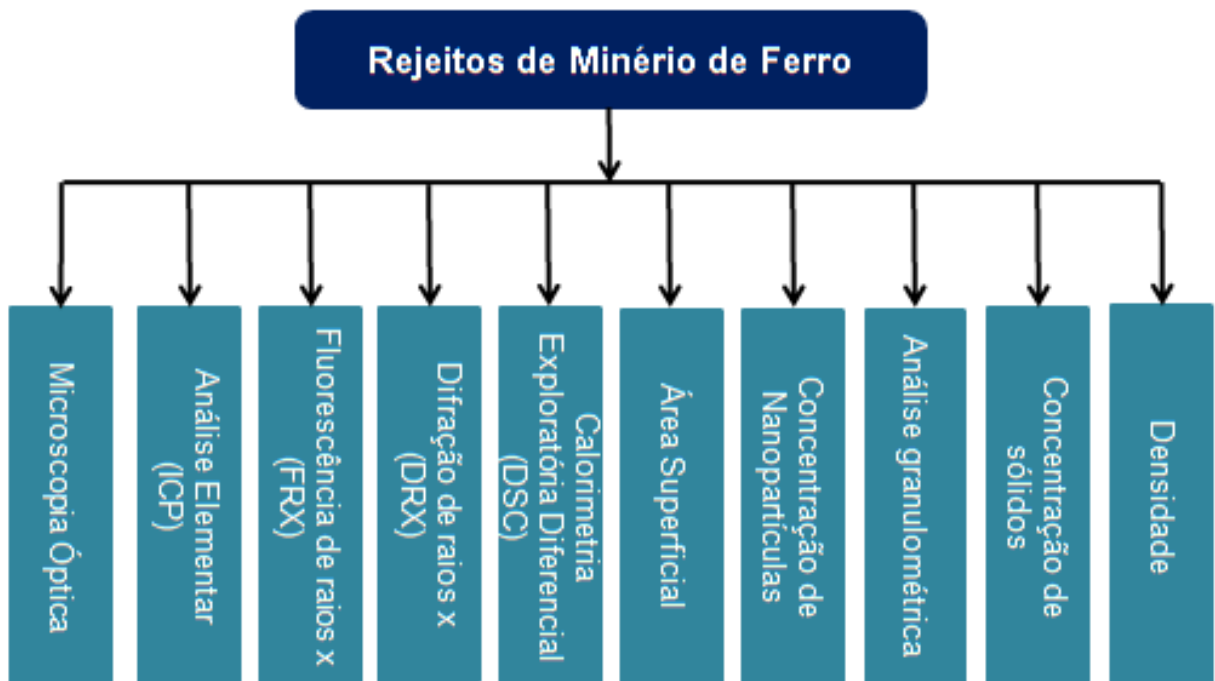 Rejeitos de Minério de Ferro
Microscopia Óptica
Análise Elementar
(ICP)
Fluorescência de raios x
(FRX)
Difração de raios x
(DRX)
Calorimetria
Exploratória Diferencial
(DSC)
Área Superficial
Concentração de
Nanopartículas
Análise granulométrica
Concentração de
sólidos
Densidade